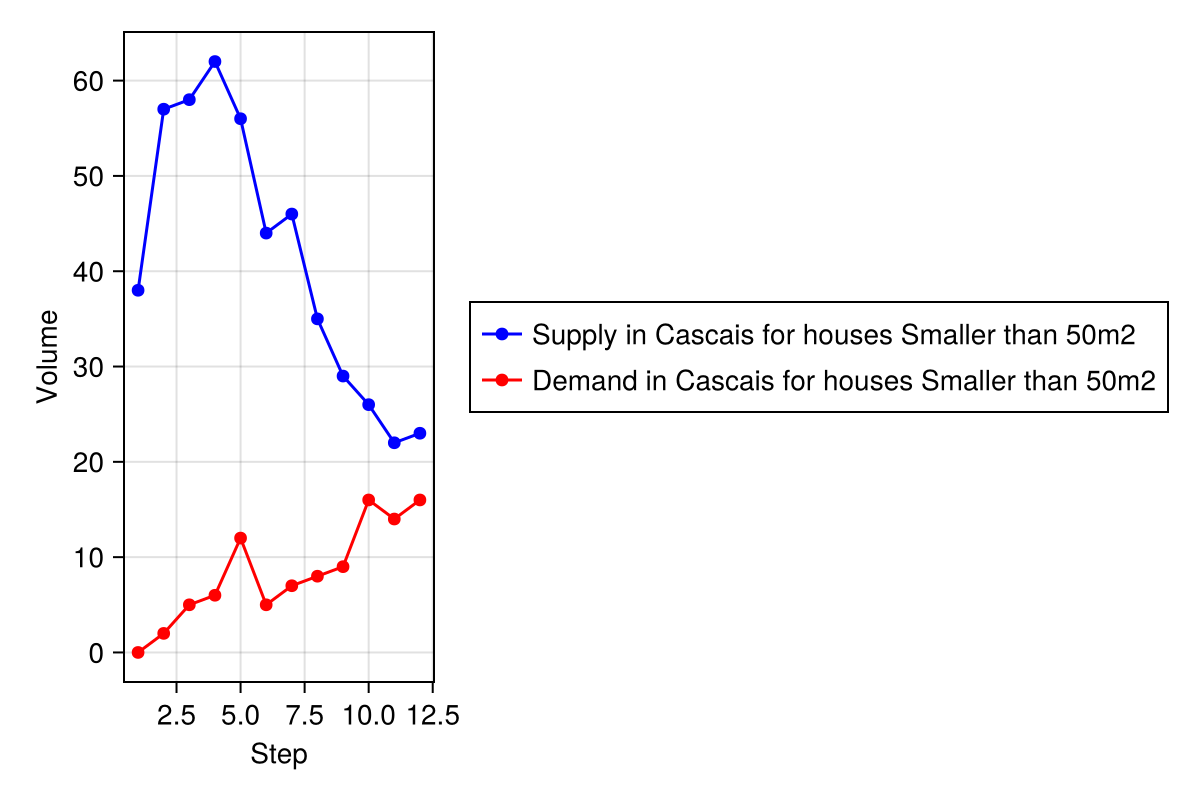 60
50
40
30
20
10
0
Volume
2.5 5.0 7.5 10.0 12.5
Step
Supply in Cascais for houses Smaller than 50m2
Demand in Cascais for houses Smaller than 50m2